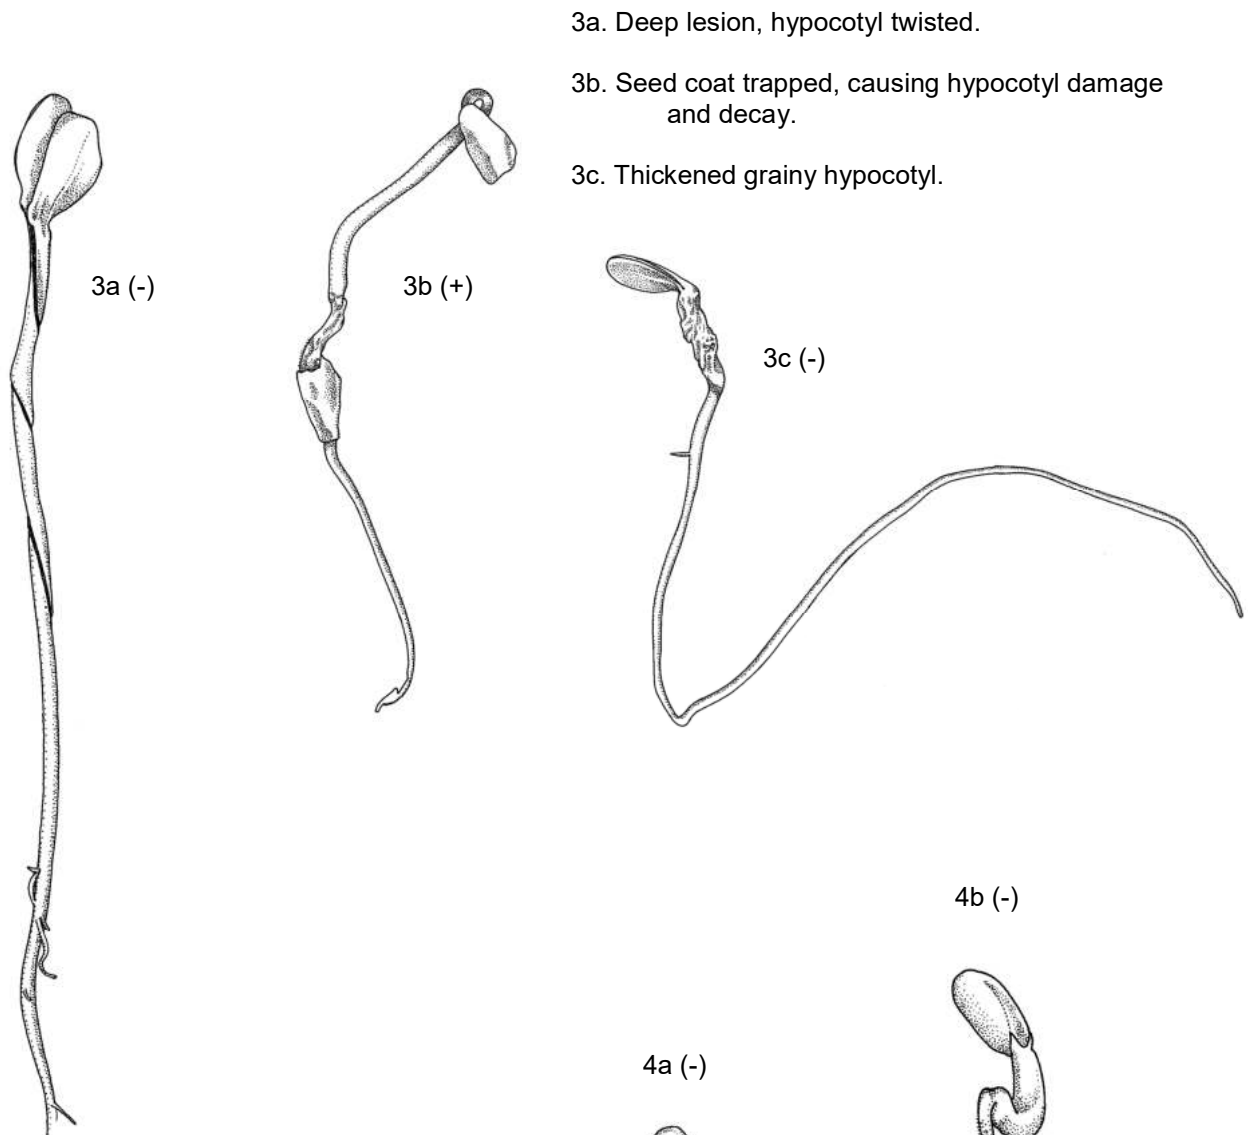 3a. Deep lesion, hypocotyl twisted.
3b. Seed coat trapped, causing hypocotyl damage
and decay.
3c. Thickened grainy hypocotyl.
3a (-)
3b (+)
3c (-)
4b (-)
4a (-)